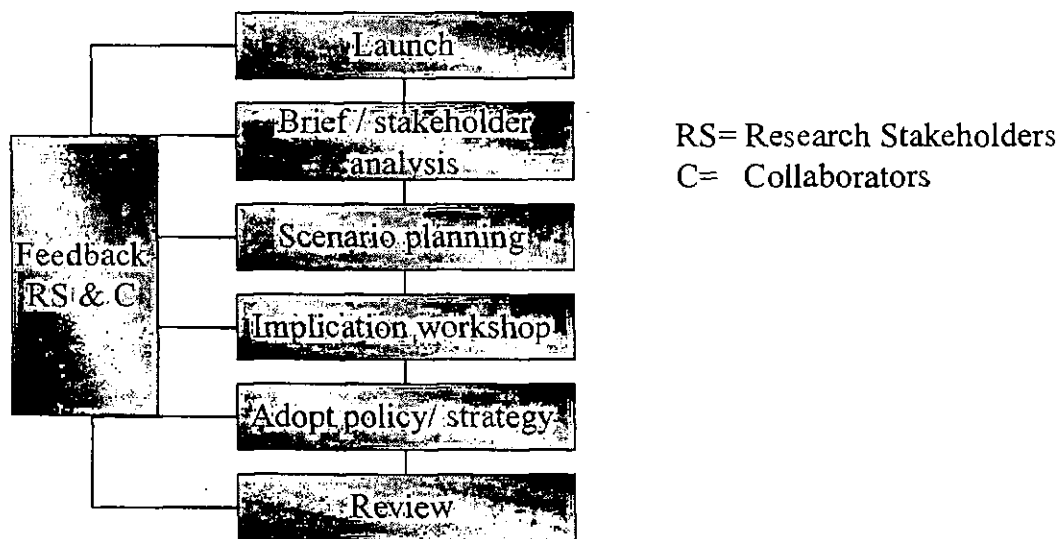 Launch
Brief / stakeholder
analysis
Scenario planning
Implication workshop
Adopt policy/ strategy
Review
Feedback
RS & C
RS= Research Stakeholders
C= Collaborators